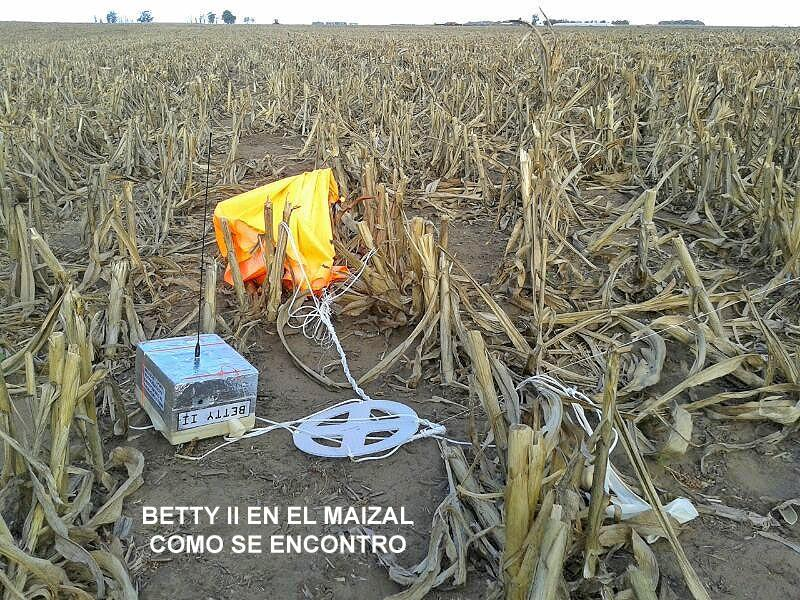 BETTY II
BETTY II EN EL MAIZAL
COMO SE ENCONTRO